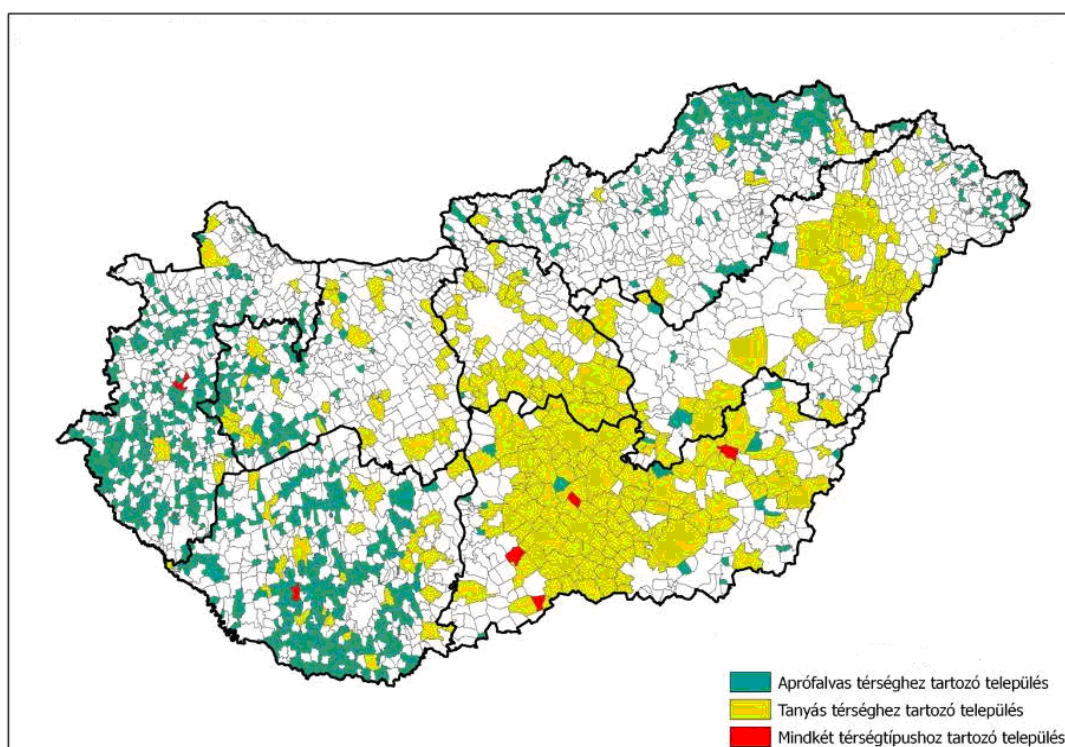 Aprófalvas térséghez tartozó település
Tanyás térséghez tartozó település
Mindkét térségtípushoz tartozó település